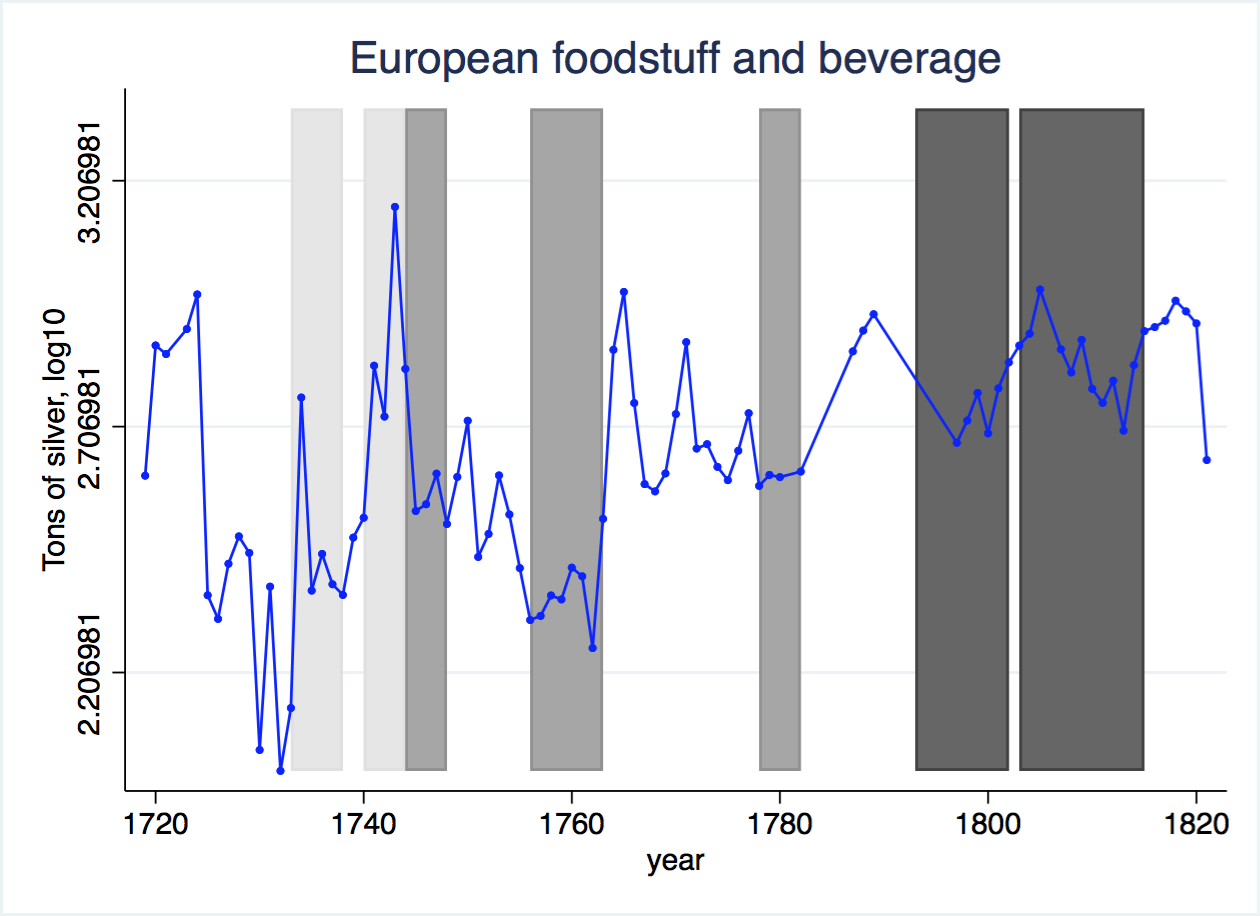 European foodstuff and beverage
Tons of silver, log10
3.206981
2.706981
2.206981
1720 1740 1760 1780 1800 1820
year